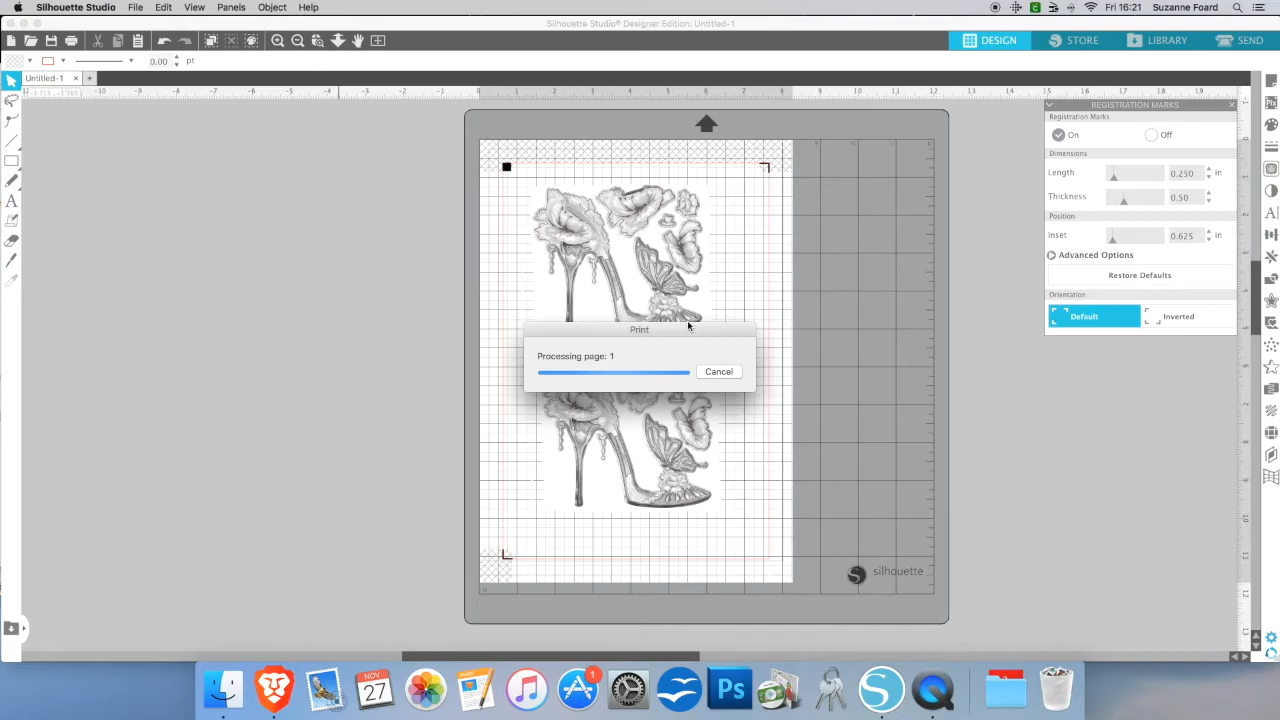 Silhouette Studio File Edit View Panels Object Help Fri 16:21 Suzanne Foard
Silhouette Studio® Designer Edition: Untitled-1
DESIGN STORE LIBRARY SEND
0.00 pt
Untitled-1 × +
REGISTRATION MARKS
Registration Marks
On Off
Dimensions
Length 0.250 in
Thickness 0.50
Position
Inset 0.625 in
Advanced Options
Restore Defaults
Orientation
Default Inverted
Print
Processing page: 1
Cancel
silhouette
NOV
27
1
Ps